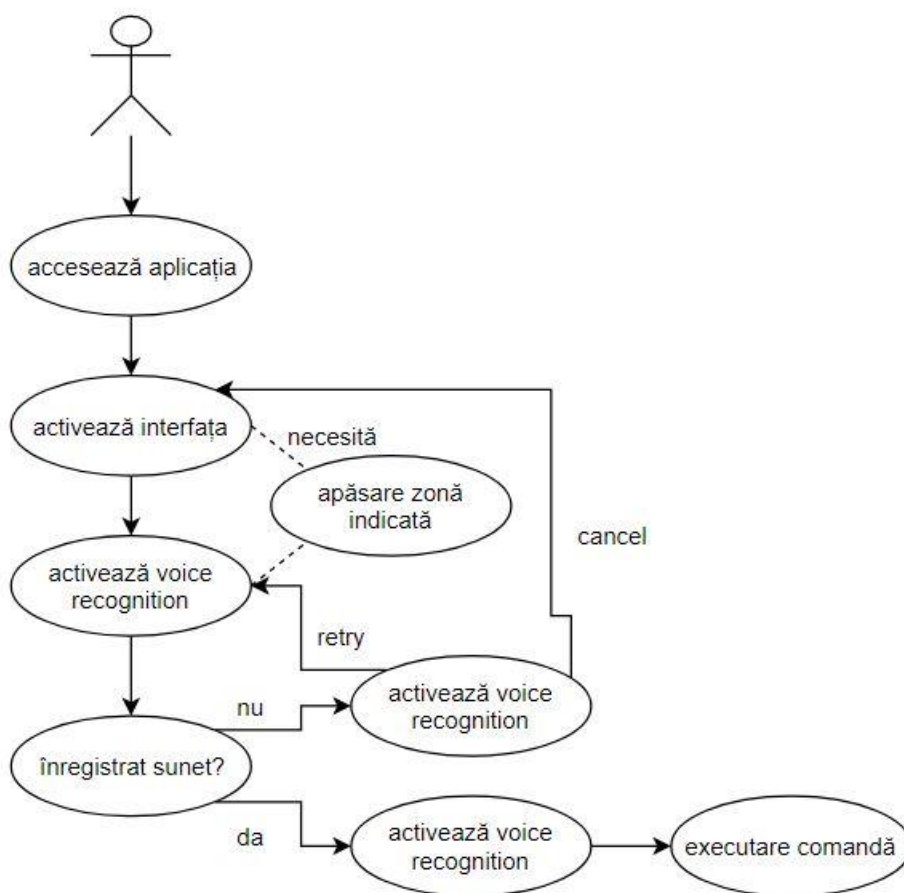 accesează aplicația
activează interfața
necesită
apăsare zonă
indicată
cancel
activează voice
recognition
retry
activează voice
recognition
nu
înregistrat sunet?
da
activează voice
recognition
executare comandă